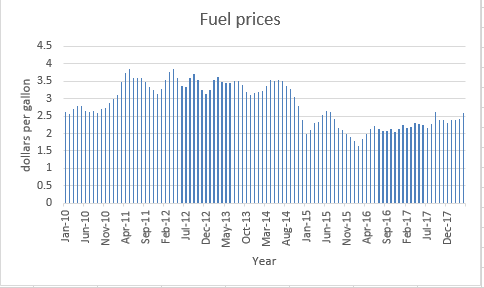 Fuel prices
4.5
4
3.5
3
2.5
2
1.5
1
0.5
0
dollars per gallon
Jan-10
Jun-10
Nov-10
Apr-11
Sep-11
Feb-12
Jul-12
Dec-12
May-13
Oct-13
Mar-14
Aug-14
Jan-15
Jun-15
Nov-15
Apr-16
Sep-16
Feb-17
Jul-17
Dec-17
Year